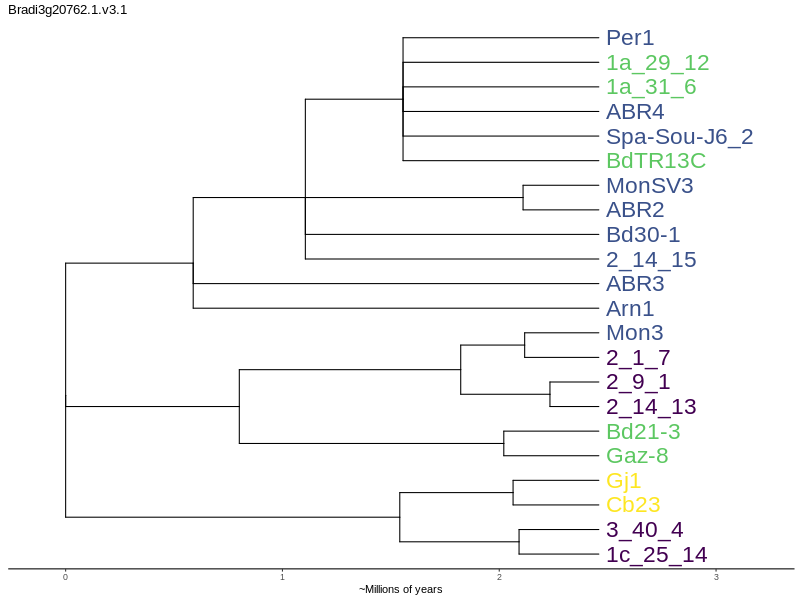 Bradi3g20762.1.v3.1
Per1
1a_29_12
1a_31_6
ABR4
Spa-Sou-J6_2
BdTR13C
MonSV3
ABR2
Bd30-1
2_14_15
ABR3
Arn1
Mon3
2_1_7
2_9_1
2_14_13
Bd21-3
Gaz-8
Gj1
Cb23
3_40_4
1c_25_14
0 1 2 3
~Millions of years